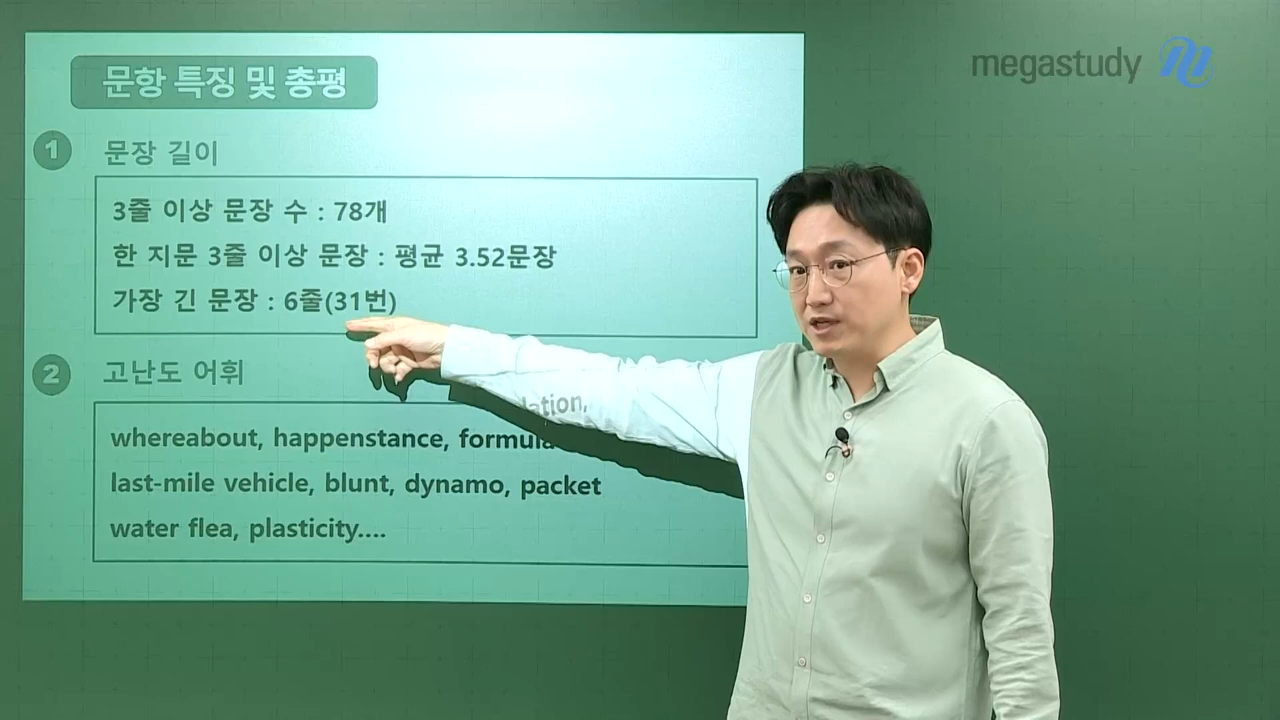 megastudy
문항 특징 및 총평
1 문장 길이
3줄 이상 문장 수 : 78개
한 지문 3줄 이상 문장 : 평균 3.52문장
가장 긴 문장 : 6줄(31번)
2 고난도 어휘
whereabout, happenstance, formulation,
last-mile vehicle, blunt, dynamo, packet
water flea, plasticity....